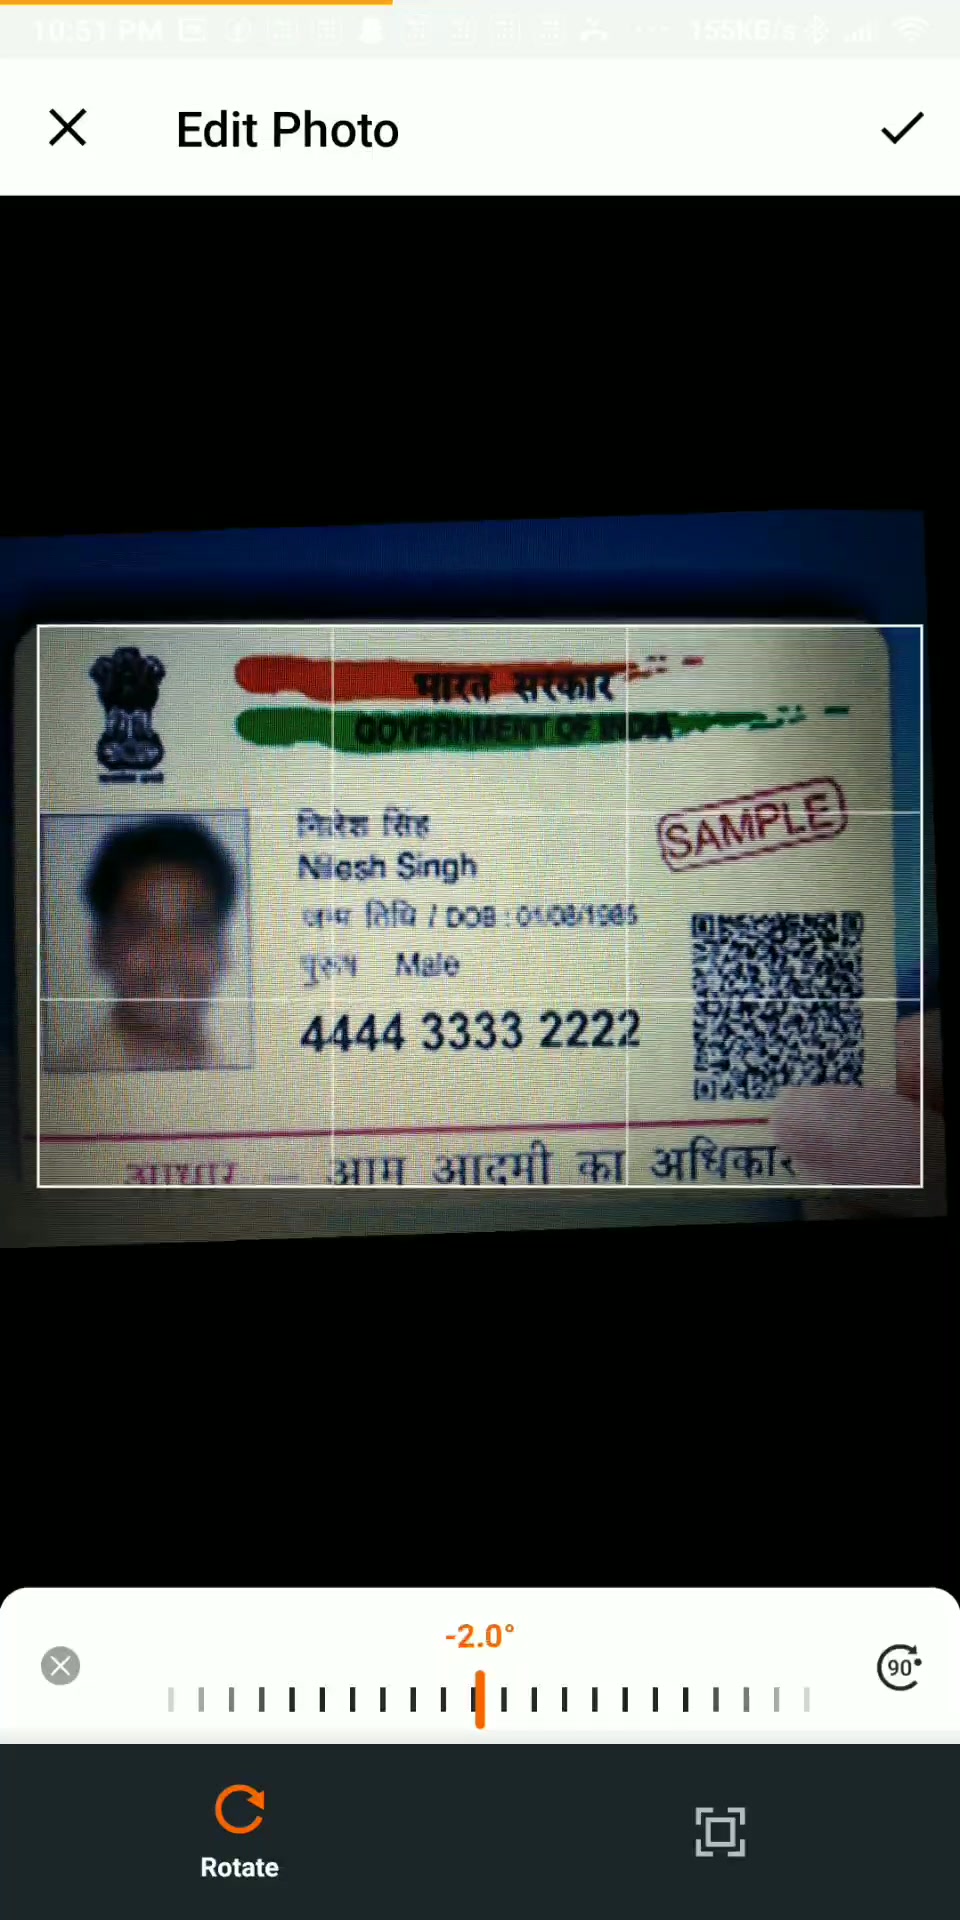 10:51 PM 155KB/s
Edit Photo
भारत सरकार
GOVERNMENT OF INDIA
नितेश सिंह
Nilesh Singh
SAMPLE
जन्म तिथि / DOB : 01/08/1985
पुरुष Male
4444 3333 2222
आधार — आम आदमी का अधिकार
-2.0°
90°
Rotate